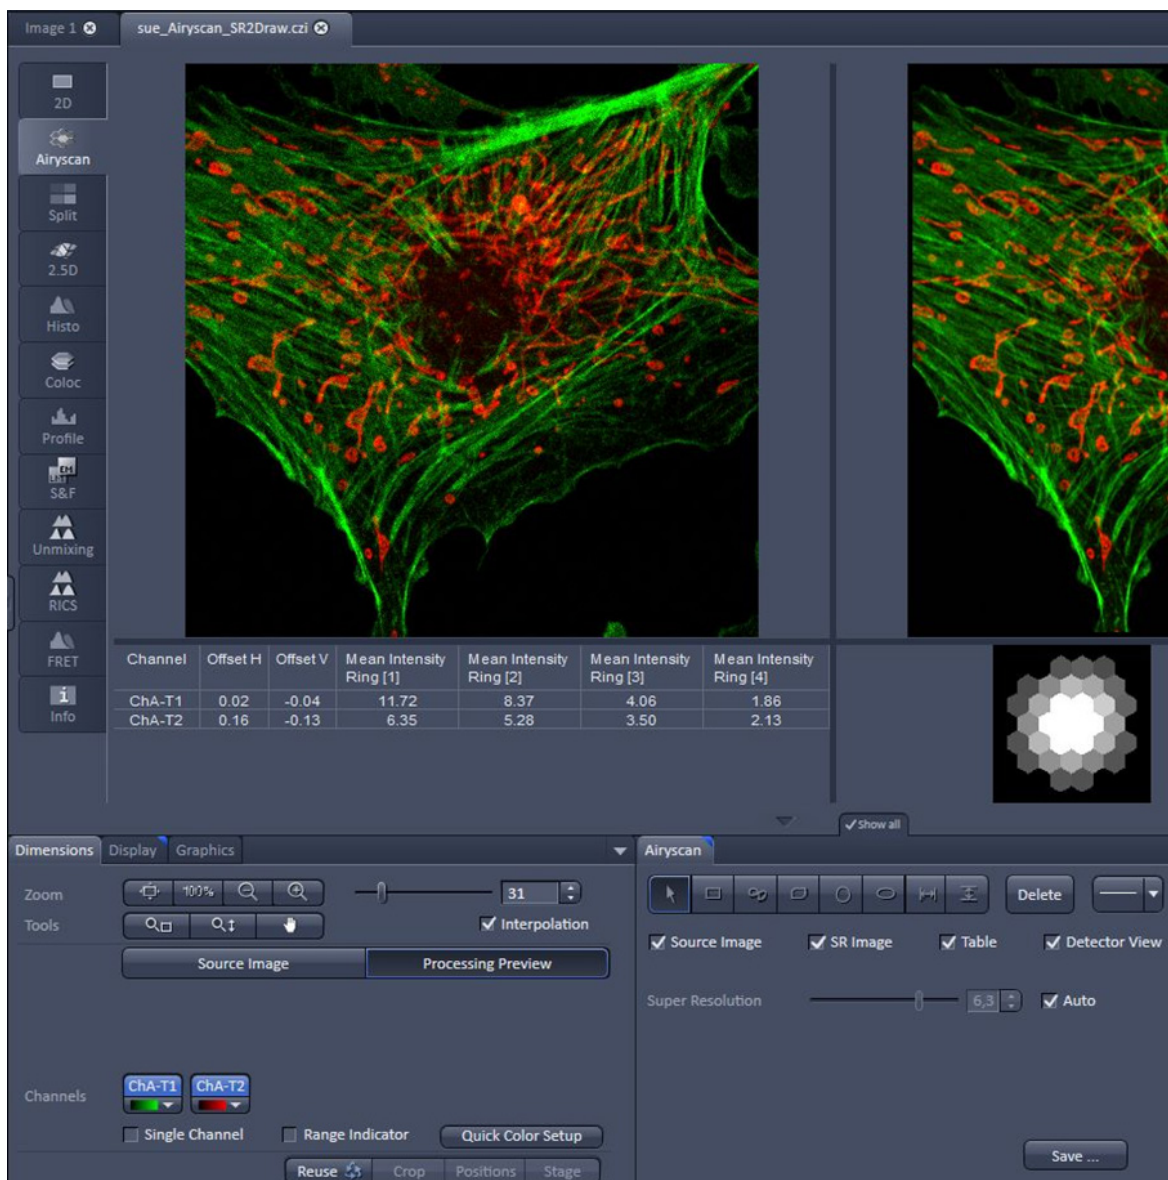 Image 1
sue_Airyscan_SR2Draw.czi
2D
Airyscan
Split
2.5D
Histo
Coloc
Profile
EM
S&F
Unmixing
RICS
FRET
i
Info
Channel Offset H Offset V Mean Intensity Ring [1] Mean Intensity Ring [2] Mean Intensity Ring [3] Mean Intensity Ring [4]
ChA-T1 0.02 -0.04 11.72 8.37 4.06 1.86
ChA-T2 0.16 -0.13 6.35 5.28 3.50 2.13
Show all
Dimensions Display Graphics
Zoom 100% 31
Tools Interpolation
Source Image Processing Preview
Channels ChA-T1 ChA-T2
Single Channel Range Indicator Quick Color Setup
Reuse Crop Positions Stage
Airyscan
Delete
Source Image SR Image Table Detector View
Super Resolution 6,3 Auto
Save ...